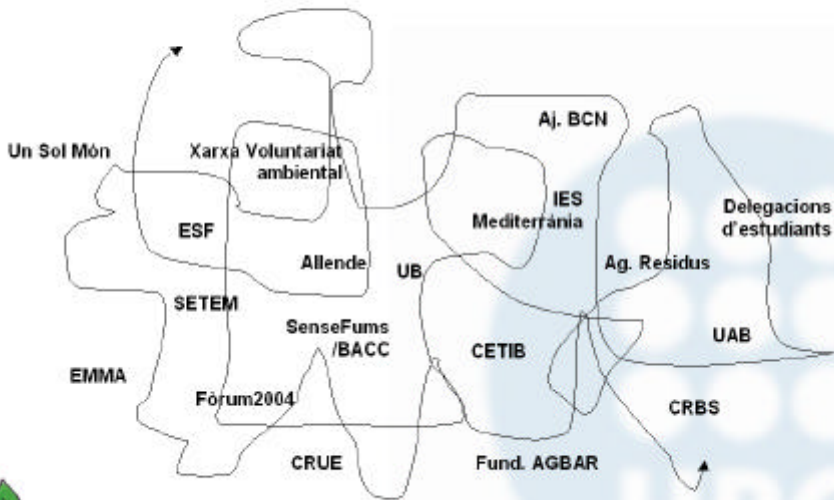 Aj. BCN
Un Sol Món
Xarxa Voluntariat
ambiental
IES
Mediterránia
Delegacions
d'estudiants
ESF
Allende
UB
Ag. Residus
SETEM
SenseFums
/BACC
CETIB
UAB
EMMA
Fòrum2004
CRBS
CRUE
Fund. AGBAR